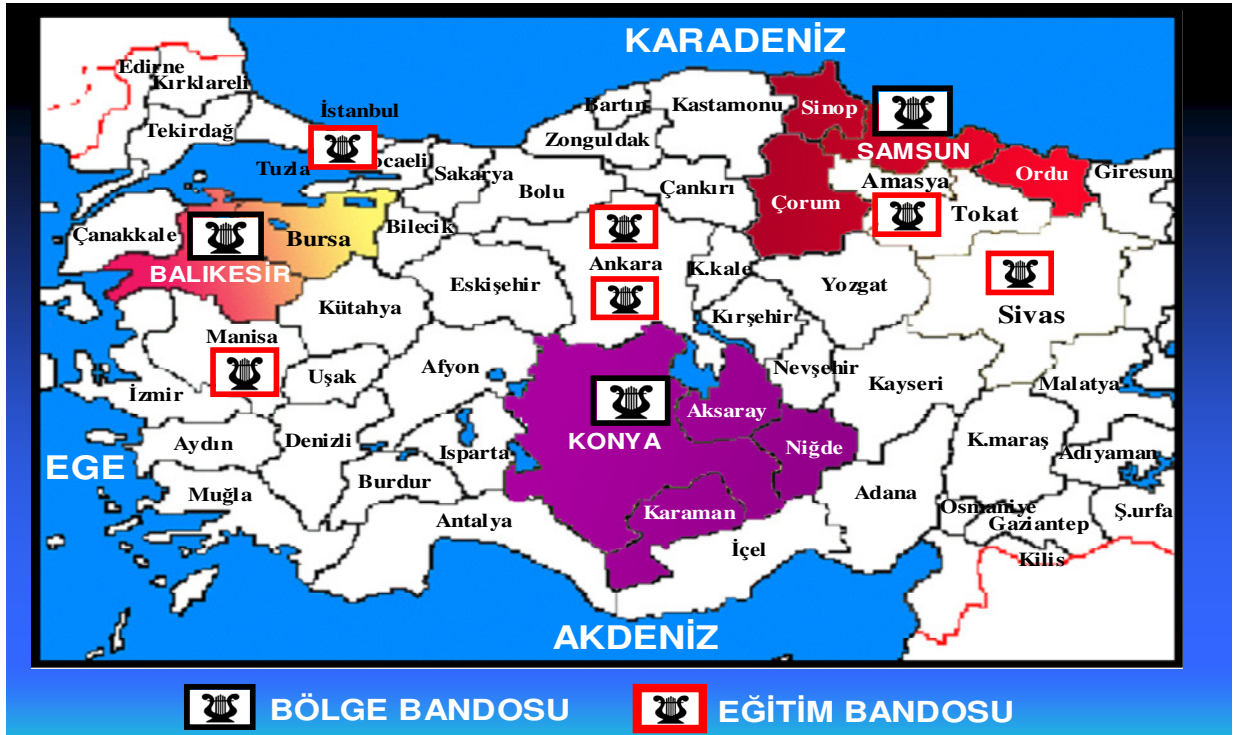 KARADENİZ
Edirne
Kırklareli
İstanbul
Bartın
Kastamonu
Sinop
Tekirdağ
Zonguldak
SAMSUN
Tuzla
ocaeli
Sakarya
Bolu
Çankırı
Amasya
Ordu
Giresun
Çorum
Tokat
Çanakkale
Bursa
Bilecik
BALIKESİR
Ankara
K.kale
Eskişehir
Yozgat
Kütahya
Kırşehir
Sivas
Manisa
Uşak
Afyon
Nevşehir
Kayseri
Malatya
İzmir
Aksaray
KONYA
Aydın
Denizli
Isparta
Niğde
K.maraş
Adıyaman
EGE
Muğla
Burdur
Karaman
Adana
Osmaniye
Ş.urfa
Antalya
Gaziantep
İçel
Kilis
AKDENİZ
BÖLGE BANDOSU
EĞİTİM BANDOSU